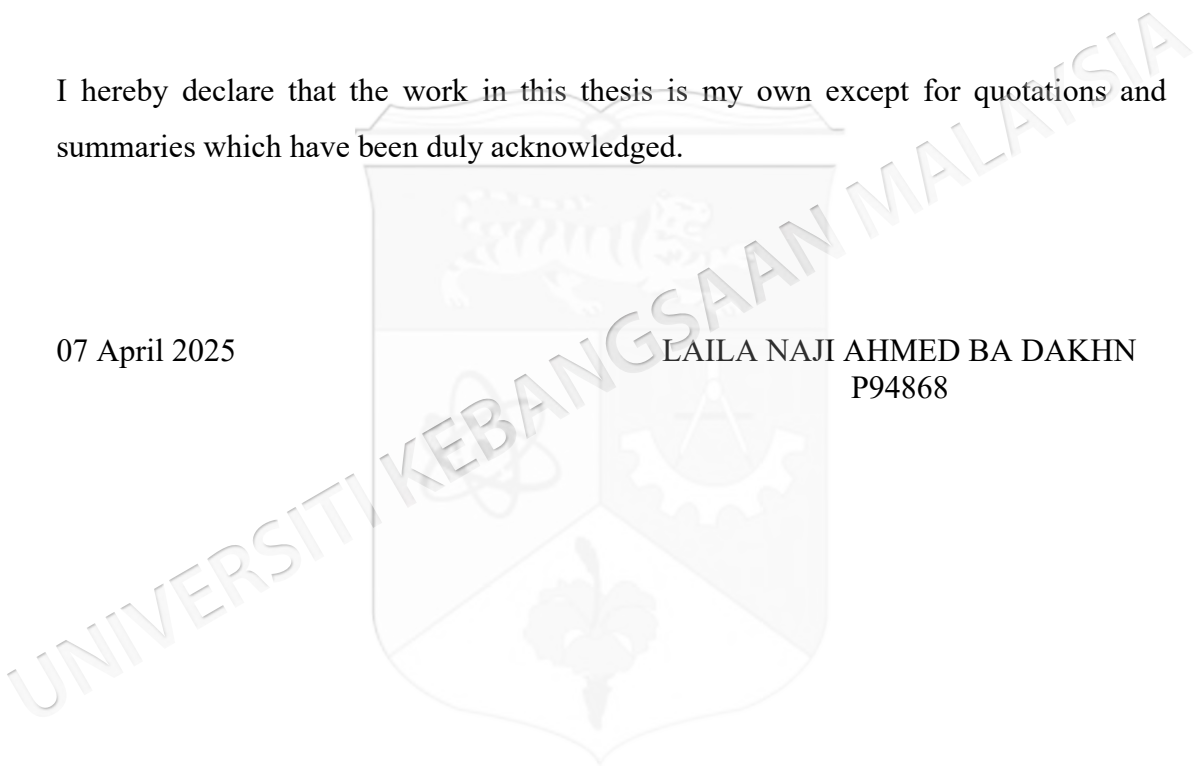 I hereby declare that the work in this thesis is my own except for quotations and
summaries which have been duly acknowledged.
07 April 2025
LAILA NAJI AHMED BA DAKHN
P94868
UNIVERSITI KEBANGSAAN MALAYSIA